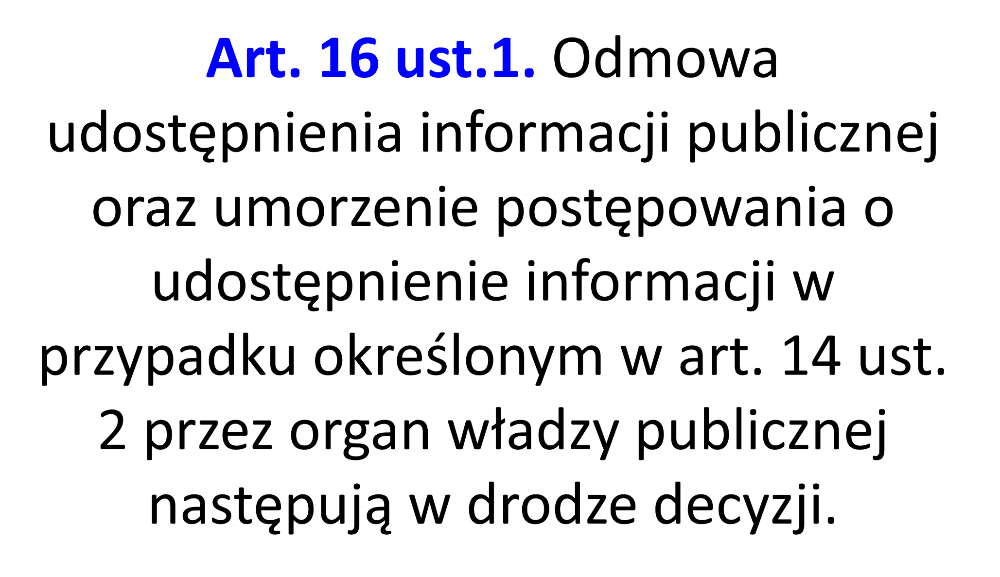 Art. 16 ust.1. Odmowa
udostępnienia informacji publicznej
oraz umorzenie postępowania o
udostępnienie informacji w
przypadku określonym w art. 14 ust.
2 przez organ władzy publicznej
następują w drodze decyzji.